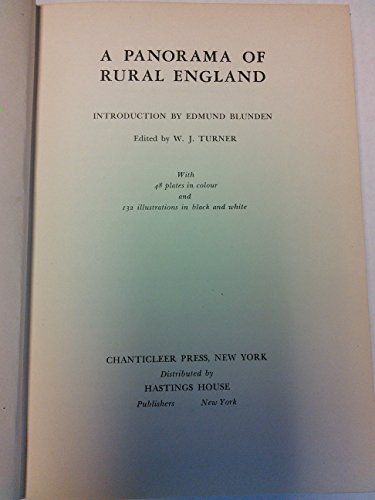 A PANORAMA OF
RURAL ENGLAND
INTRODUCTION BY EDMUND BLUNDEN
Edited by W. J. TURNER
With
48 plates in colour
and
132 illustrations in black and white
CHANTICLEER PRESS, NEW YORK
Distributed by
HASTINGS HOUSE
Publishers New York